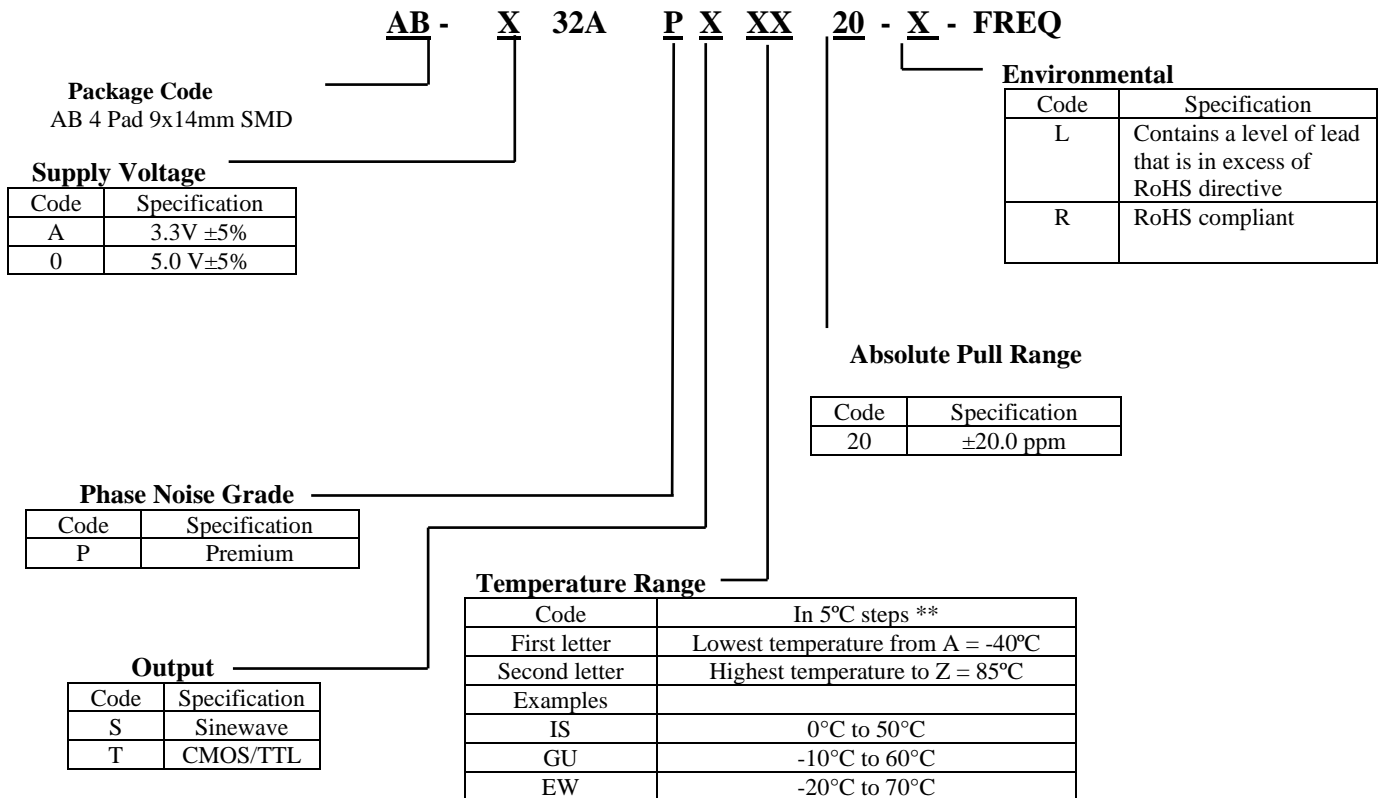 AB - X 32A P X XX 20 - X - FREQ
Package Code
AB 4 Pad 9x14mm SMD
Supply Voltage
Code Specification
A 3.3V ±5%
0 5.0 V±5%
Environmental
Code Specification
L Contains a level of lead
that is in excess of
RoHS directive
R RoHS compliant
Absolute Pull Range
Code Specification
20 ±20.0 ppm
Phase Noise Grade
Code Specification
P Premium
Output
Code Specification
S Sinewave
T CMOS/TTL
Temperature Range
Code In 5ºC steps **
First letter Lowest temperature from A = -40ºC
Second letter Highest temperature to Z = 85ºC
Examples
IS 0°C to 50°C
GU -10°C to 60°C
EW -20°C to 70°C